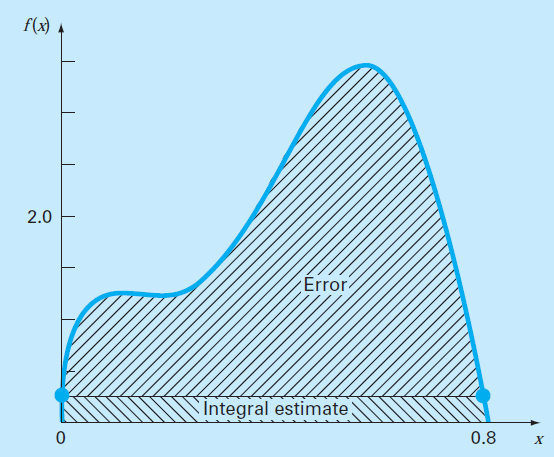 f(x)
2.0
Error
Integral estimate
0
0.8
x